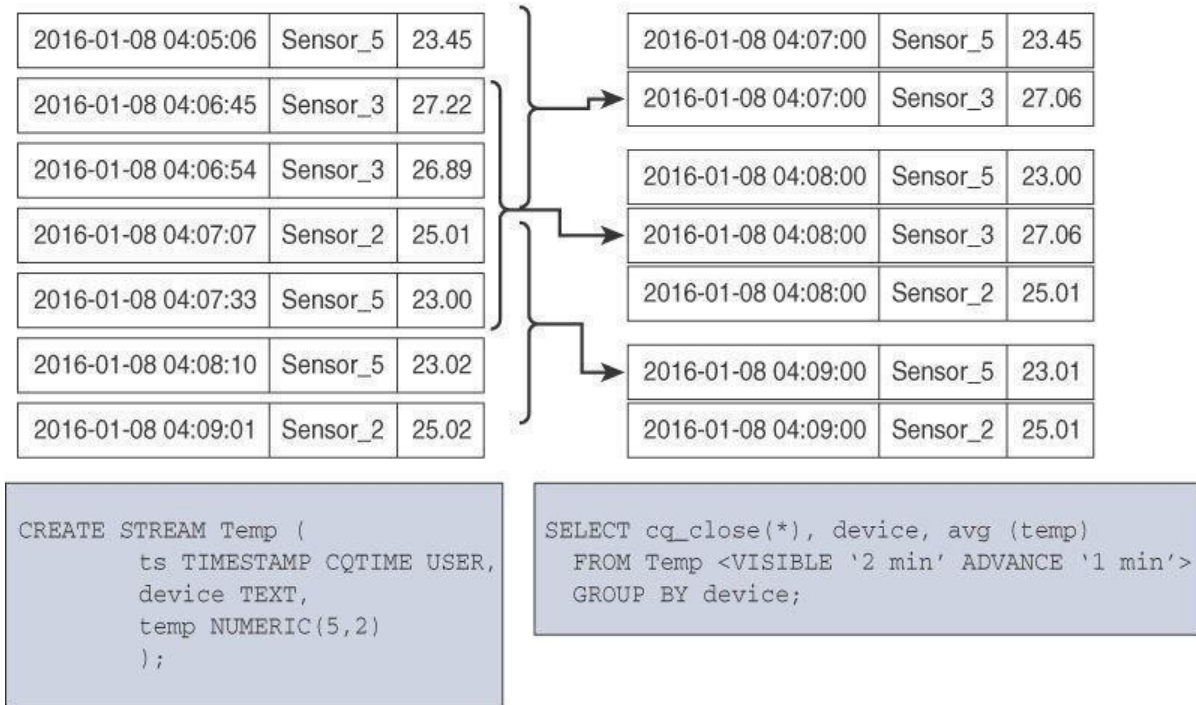 2016-01-08 04:05:06 Sensor_5 23.45
2016-01-08 04:06:45 Sensor_3 27.22
2016-01-08 04:06:54 Sensor_3 26.89
2016-01-08 04:07:07 Sensor_2 25.01
2016-01-08 04:07:33 Sensor_5 23.00
2016-01-08 04:08:10 Sensor_5 23.02
2016-01-08 04:09:01 Sensor_2 25.02
2016-01-08 04:07:00 Sensor_5 23.45
2016-01-08 04:07:00 Sensor_3 27.06
2016-01-08 04:08:00 Sensor_5 23.00
2016-01-08 04:08:00 Sensor_3 27.06
2016-01-08 04:08:00 Sensor_2 25.01
2016-01-08 04:09:00 Sensor_5 23.01
2016-01-08 04:09:00 Sensor_2 25.01
CREATE STREAM Temp (
ts TIMESTAMP CQTIME USER,
device TEXT,
temp NUMERIC(5,2)
);
SELECT cq_close(*), device, avg (temp)
FROM Temp <VISIBLE ‘2 min’ ADVANCE ‘1 min’>
GROUP BY device;